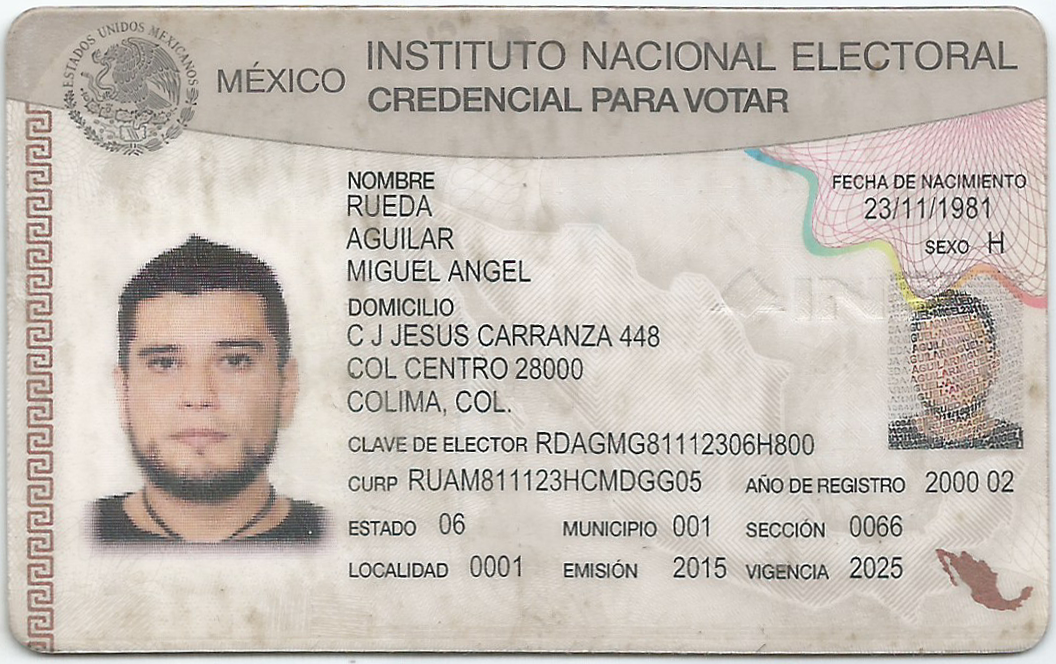 ESTADOS UNIDOS MEXICANOS
MÉXICO
INSTITUTO NACIONAL ELECTORAL
CREDENCIAL PARA VOTAR
NOMBRE
RUEDA
AGUILAR
MIGUEL ANGEL
FECHA DE NACIMIENTO
23/11/1981
SEXO H
DOMICILIO
C J JESUS CARRANZA 448
COL CENTRO 28000
COLIMA, COL.
CLAVE DE ELECTOR RDAGMG81112306H800
CURP RUAM811123HCMDGG05 AÑO DE REGISTRO 2000 02
ESTADO 06 MUNICIPIO 001 SECCIÓN 0066
LOCALIDAD 0001 EMISIÓN 2015 VIGENCIA 2025